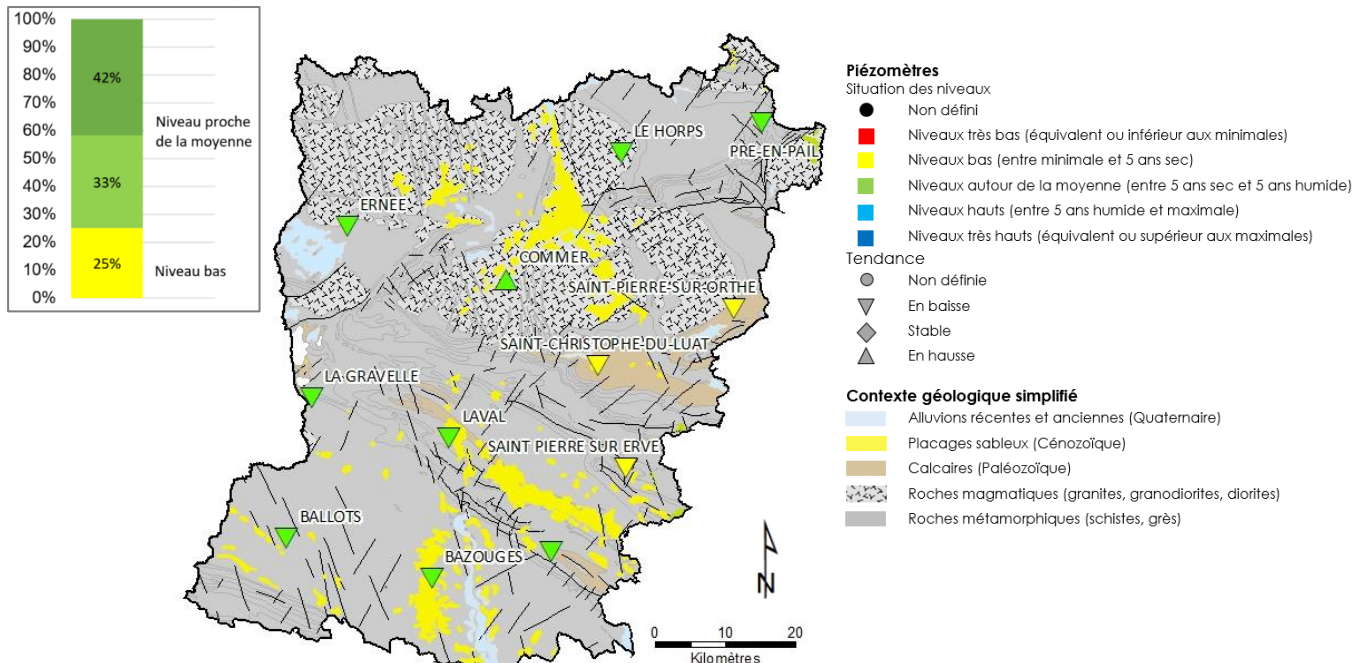 100%
90%
80%
70%
60%
50%
40%
30%
20%
10%
0%
42%
33%
25%
Niveau proche
de la moyenne
Niveau bas
LE HORPS
PRE-EN-PAIL
ERNEE
COMMER
SAINT-PIERRE-SUR-ORTHE
SAINT-CHRISTOPHE-DU-LUAT
LA GRAVELLE
LAVAL
SAINT PIERRE SUR ERVE
BALLOTS
BAZOUGES
N
0 10 20
Kilomètres
Piézomètres
Situation des niveaux
Non défini
Niveaux très bas (équivalent ou inférieur aux minimales)
Niveaux bas (entre minimale et 5 ans sec)
Niveaux autour de la moyenne (entre 5 ans sec et 5 ans humide)
Niveaux hauts (entre 5 ans humide et maximale)
Niveaux très hauts (équivalent ou supérieur aux maximales)
Tendance
Non définie
En baisse
Stable
En hausse
Contexte géologique simplifié
Alluvions récentes et anciennes (Quaternaire)
Placages sableux (Cénozoïque)
Calcaires (Paléozoïque)
Roches magmatiques (granites, granodiorites, diorites)
Roches métamorphiques (schistes, grès)